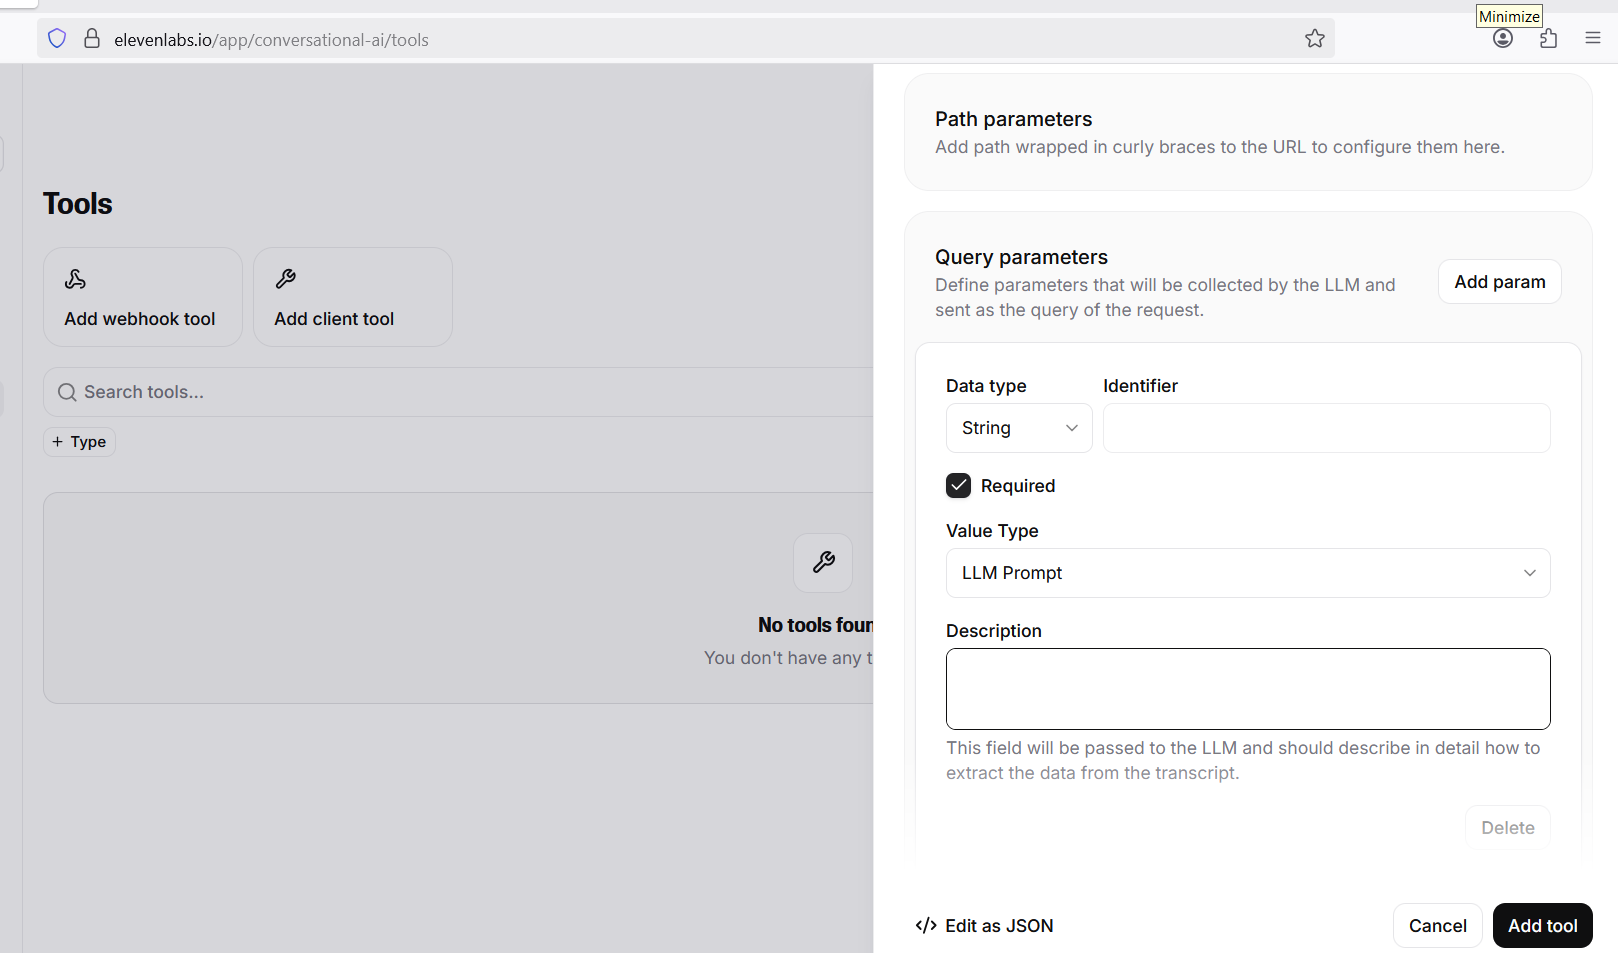 Minimize
elevenlabs.io/app/conversational-ai/tools
Tools
Add webhook tool
Add client tool
Search tools...
+ Type
No tools foun
You don't have any t
Path parameters
Add path wrapped in curly braces to the URL to configure them here.
Query parameters
Define parameters that will be collected by the LLM and
sent as the query of the request.
Add param
Data type
Identifier
String
Required
Value Type
LLM Prompt
Description
This field will be passed to the LLM and should describe in detail how to
extract the data from the transcript.
Delete
</> Edit as JSON
Cancel
Add tool